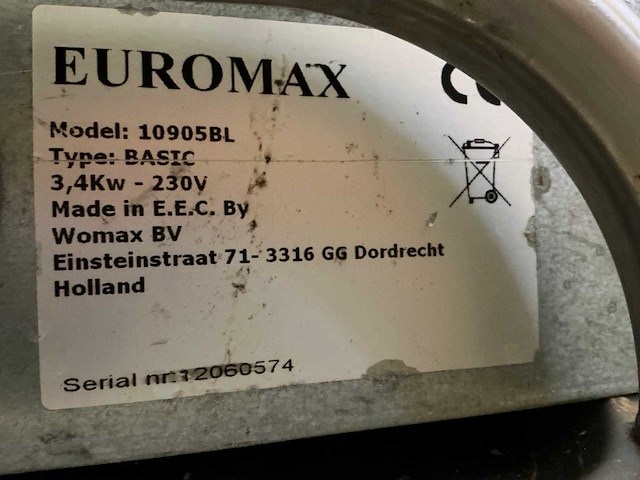 EUROMAX
CE
Model: 10905BL
Type: BASIC
3,4Kw - 230V
Made in E.E.C. By
Womax BV
Einsteinstraat 71- 3316 GG Dordrecht
Holland
Serial nr:12060574